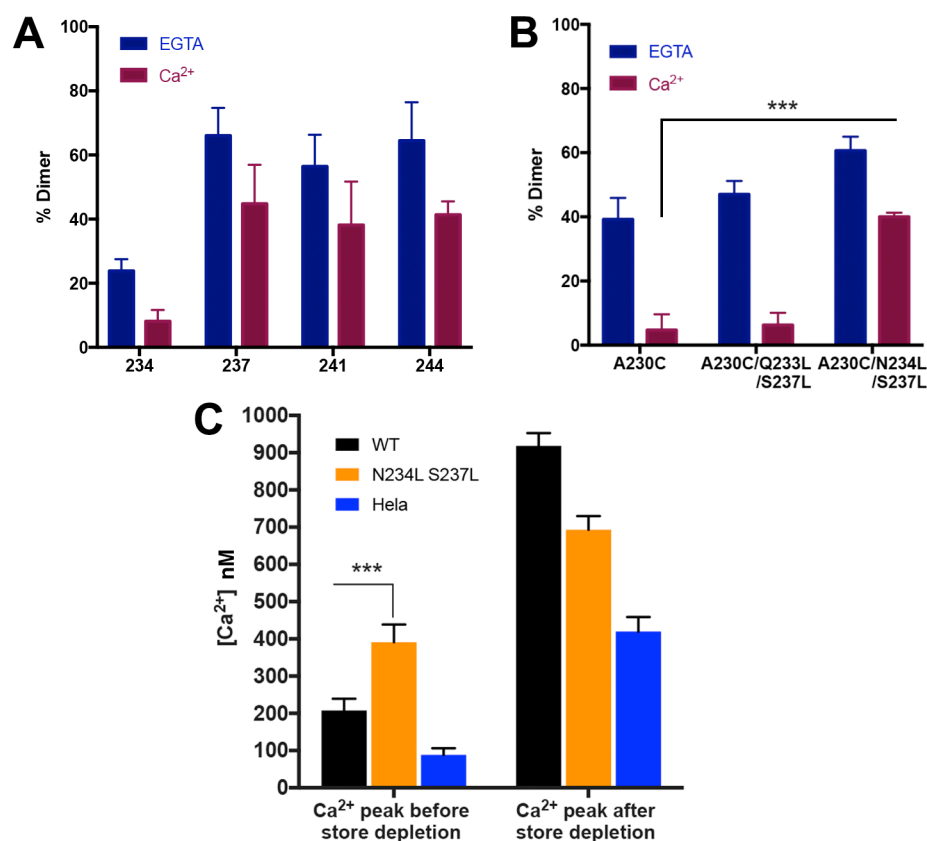 A
EGTA
Ca²⁺
% Dimer
100
80
60
40
20
0
234
237
241
244
B
EGTA
Ca²⁺
***
% Dimer
100
80
60
40
20
0
A230C
A230C/Q233L
/S237L
A230C/N234L
/S237L
C
WT
N234L S237L
Hela
***
[Ca²⁺] nM
1000
900
700
600
500
400
300
200
100
0
Ca²⁺ peak before
store depletion
Ca²⁺ peak after
store depletion